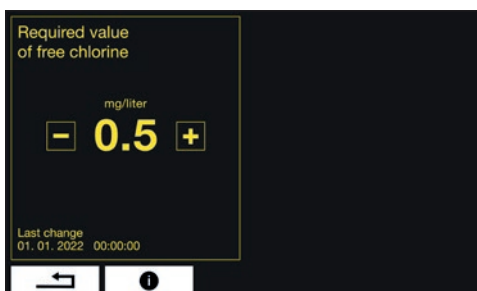 Required value
of free chlorine
mg/liter
- 0.5 +
Last change
01. 01. 2022 00:00:00
i